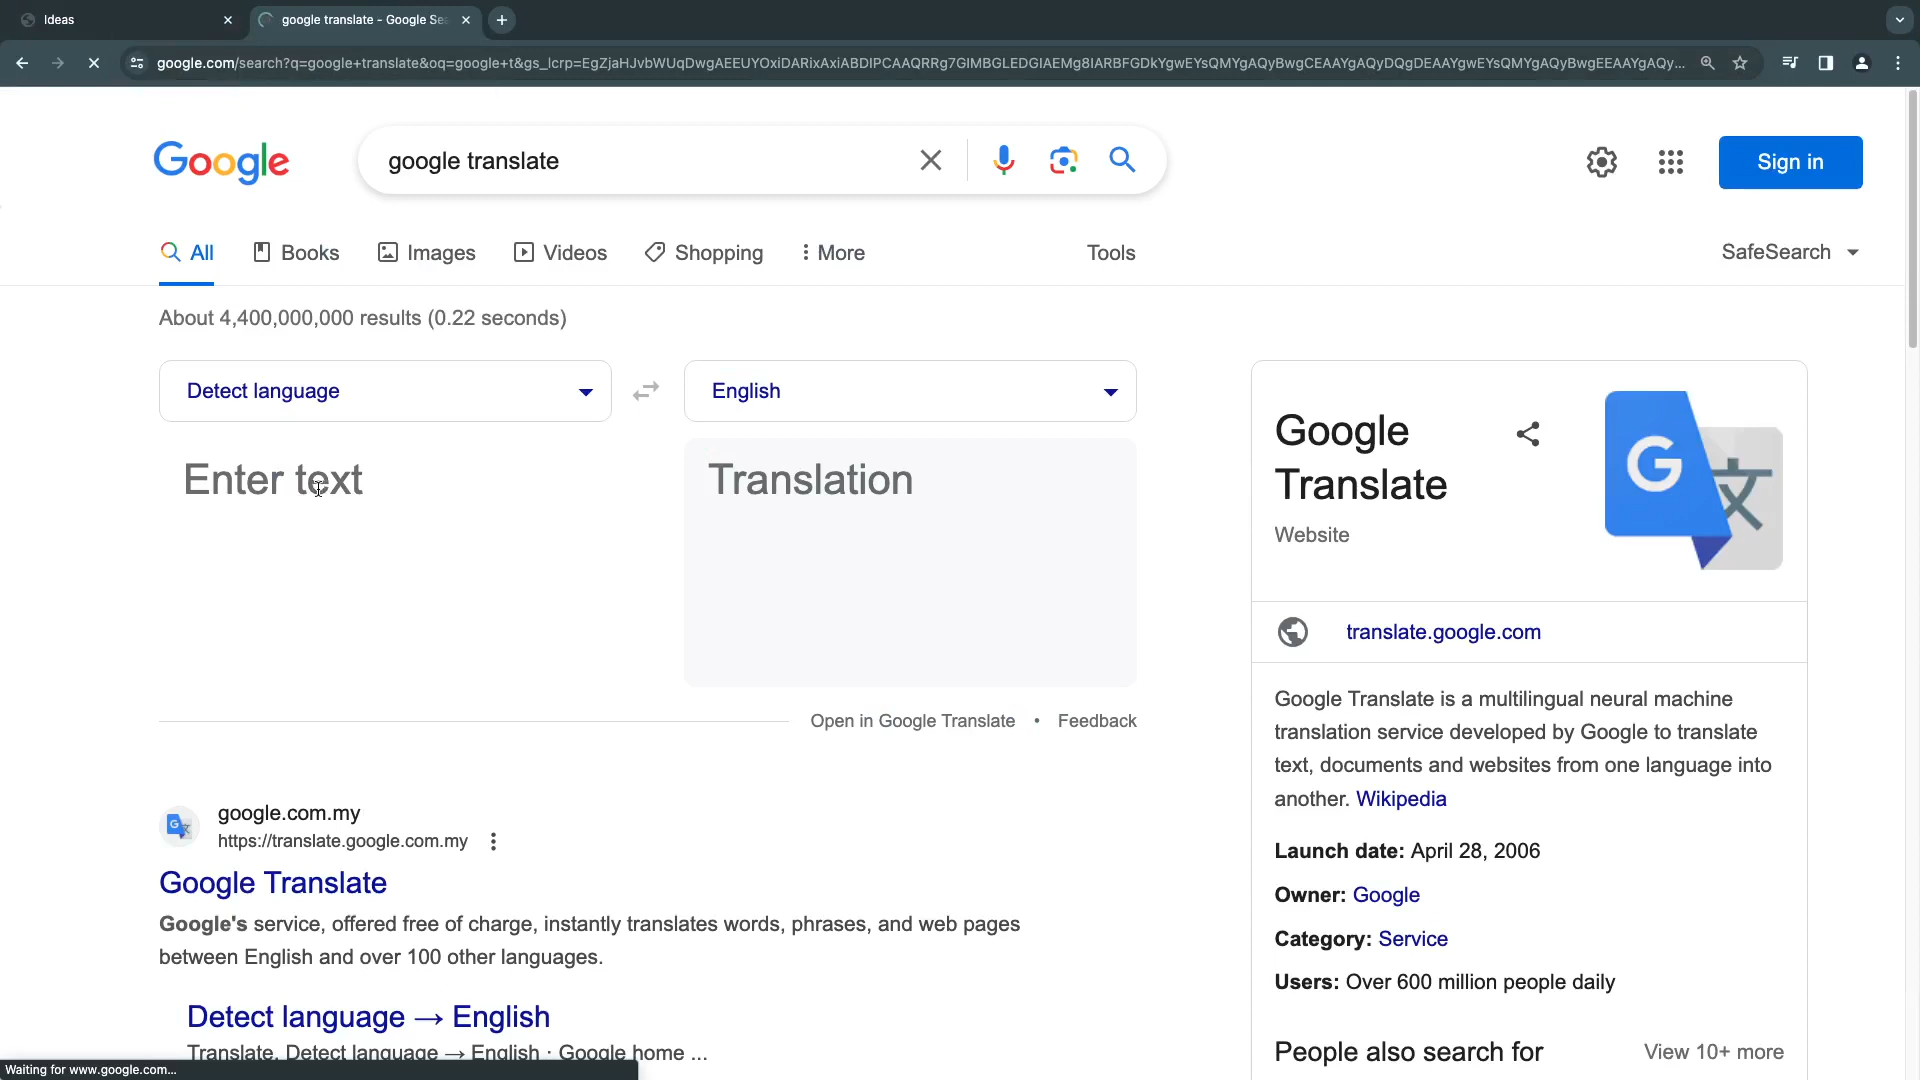 Ideas
google translate - Google Se
google.com/search?q=google+translate&oq=google+t&gs_lcrp=EgZjaHJvbWUqDwgAEEUYOxiDARixAxiABDIPCAAQRRg7GIMBGLEDGIAEMg8IARBFGDkYgwEYsQMYgAQyBwgCEAAYgAQyDQgDEAAYgwEYsQMYgAQyBwgEEAAYgAQy...
Google
google translate
Sign in
All
Books
Images
Videos
Shopping
More
Tools
SafeSearch
About 4,400,000,000 results (0.22 seconds)
Detect language
English
Enter text
Translation
Open in Google Translate • Feedback
google.com.my
https://translate.google.com.my
Google Translate
Google's service, offered free of charge, instantly translates words, phrases, and web pages
between English and over 100 other languages.
Detect language → English
Translate. Detect language → English · Google home ...
Google
Translate
Website
G
文
translate.google.com
Google Translate is a multilingual neural machine
translation service developed by Google to translate
text, documents and websites from one language into
another. Wikipedia
Launch date: April 28, 2006
Owner: Google
Category: Service
Users: Over 600 million people daily
People also search for
View 10+ more
Waiting for www.google.com...